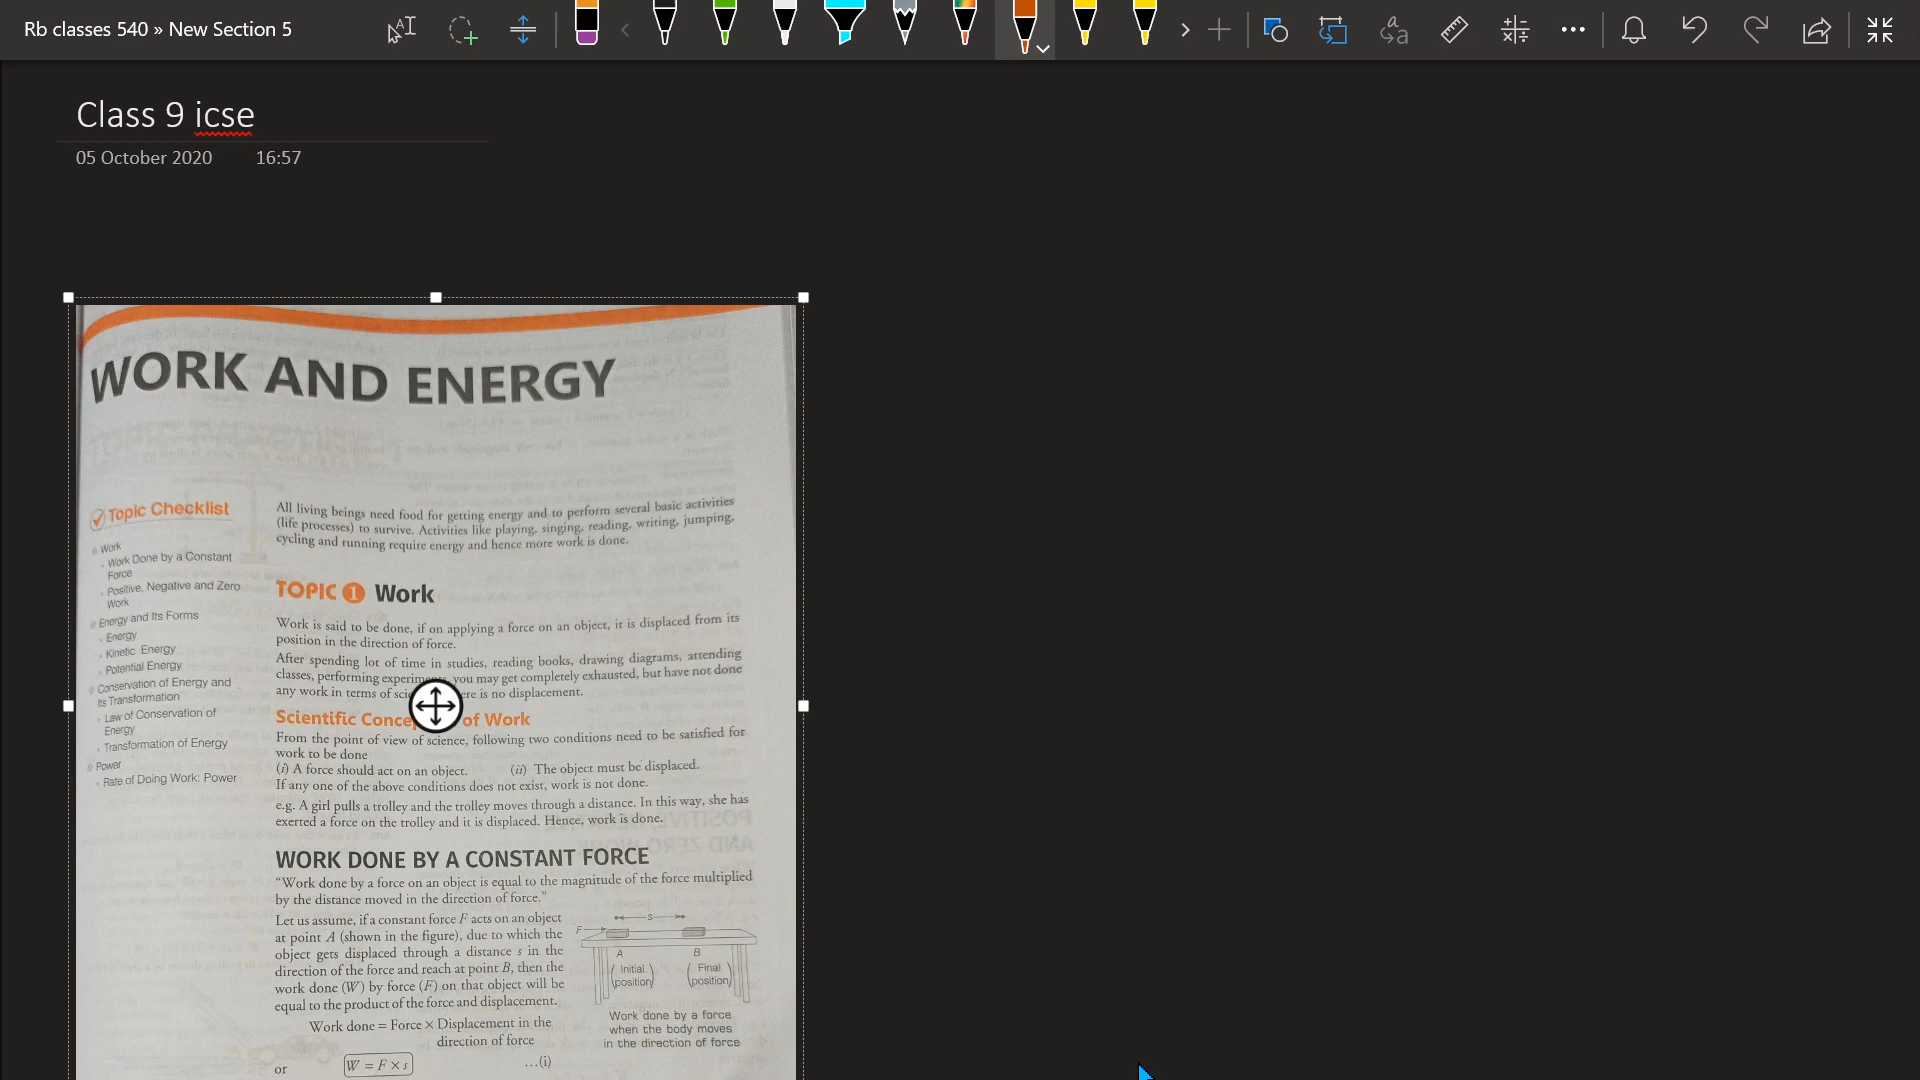 Rb classes 540 » New Section 5
Class 9 icse
05 October 2020 16:57
WORK AND ENERGY
Topic Checklist
Work
Work Done by a Constant
Force
Positive, Negative and Zero
Work
Energy and Its Forms
Energy
Kinetic Energy
Potential Energy
Conservation of Energy and
Its Transformation
Law of Conservation of
Energy
Transformation of Energy
Power
Rate of Doing Work: Power
All living beings need food for getting energy and to perform several basic activities
(life processes) to survive. Activities like playing, singing, reading, writing, jumping,
cycling and running require energy and hence more work is done.
TOPIC 1 Work
Work is said to be done, if on applying a force on an object, it is displaced from its
position in the direction of force.
After spending lot of time in studies, reading books, drawing diagrams, attending
classes, performing experiments, you may get completely exhausted, but have not done
any work in terms of ere is no displacement.
Scientific of Work
From the point of view of science, following two conditions need to be satisfied for
work to be done
(i) A force should act on an object. (ii) The object must be displaced.
If any one of the above conditions does not exist, work is not done.
e.g. A girl pulls a trolley and the trolley moves through a distance. In this way, she has
exerted a force on the trolley and it is displaced. Hence, work is done.
WORK DONE BY A CONSTANT FORCE
“Work done by a force on an object is equal to the magnitude of the force multiplied
by the distance moved in the direction of force.”
Let us assume, if a constant force F acts on an object
at point A (shown in the figure), due to which the
object gets displaced through a distance s in the
direction of the force and reach at point B, then the
work done (W) by force (F) on that object will be
equal to the product of the force and displacement.
Work done = Force × Displacement in the
direction of force
or W = F × s ...(i)
s
F
A B
(Initial position) (Final position)
Work done by a force
when the body moves
in the direction of force